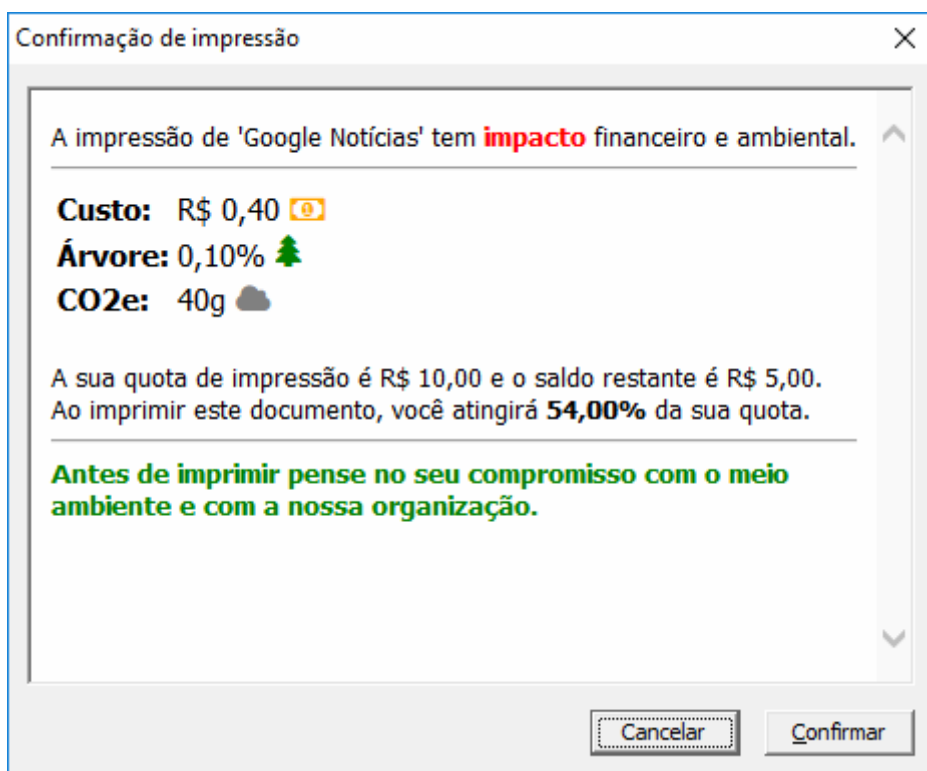 Confirmação de impressão
A impressão de 'Google Notícias' tem impacto financeiro e ambiental.
Custo: R$ 0,40
Árvore: 0,10%
CO2e: 40g
A sua quota de impressão é R$ 10,00 e o saldo restante é R$ 5,00.
Ao imprimir este documento, você atingirá 54,00% da sua quota.
Antes de imprimir pense no seu compromisso com o meio
ambiente e com a nossa organização.
Cancelar Confirmar